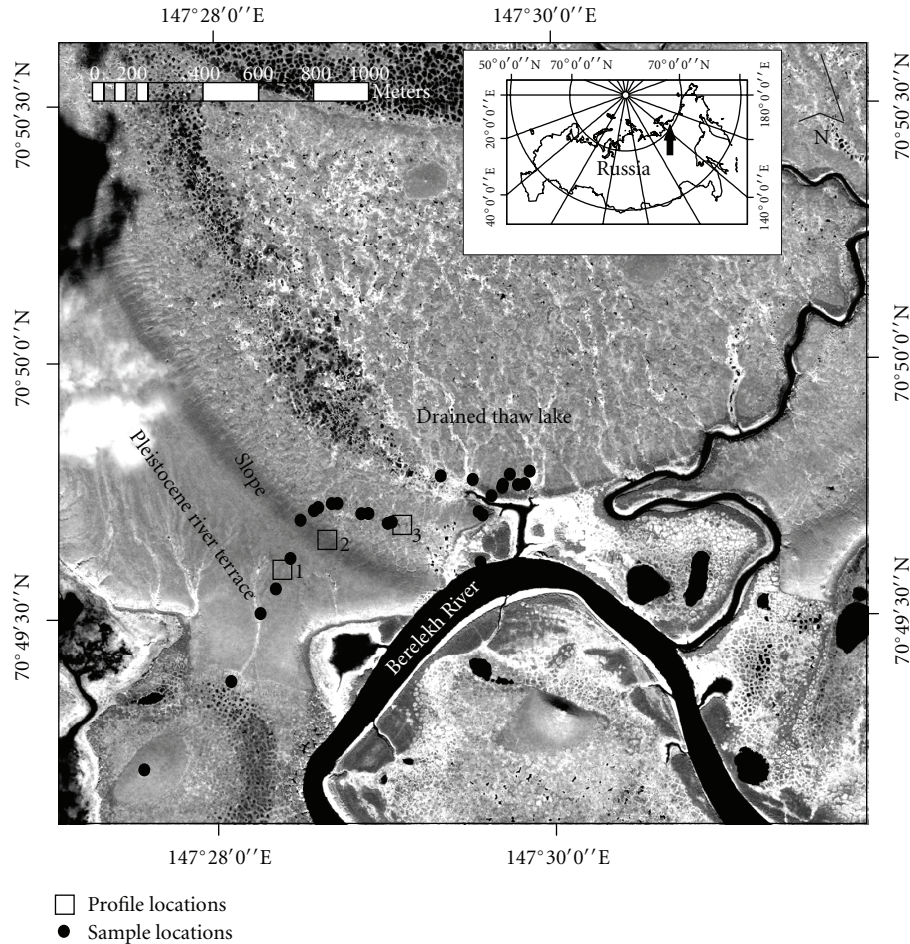 147°28′0′′E
147°30′0′′E
0 200 400 600 800 1000
Meters
50°0′0′′N 70°0′0′′N 70°0′0′′N
20°0′0′′E
40°0′0′′E
180°0′0′′E
140°0′0′′E
Russia
N
70°50′30′′N
70°50′30′′N
70°50′0′′N
70°50′0′′N
70°49′30′′N
70°49′30′′N
Drained thaw lake
Slope
Pleistocene river terrace
1
2
3
Berelekh River
147°28′0′′E
147°30′0′′E
Profile locations
Sample locations